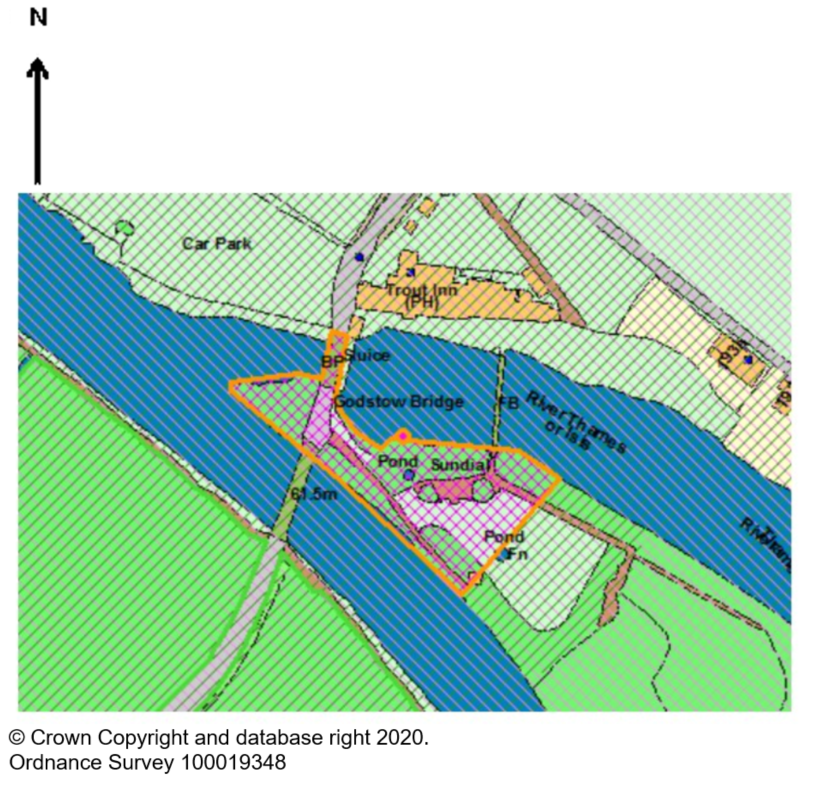 N
Car Park
Trout Inn
(PH)
Sluice
BP
Godstow Bridge
FB
River Thames
or Isis
193a
Pond
Sundial
61.5m
Pond
Fn
© Crown Copyright and database right 2020.
Ordnance Survey 100019348